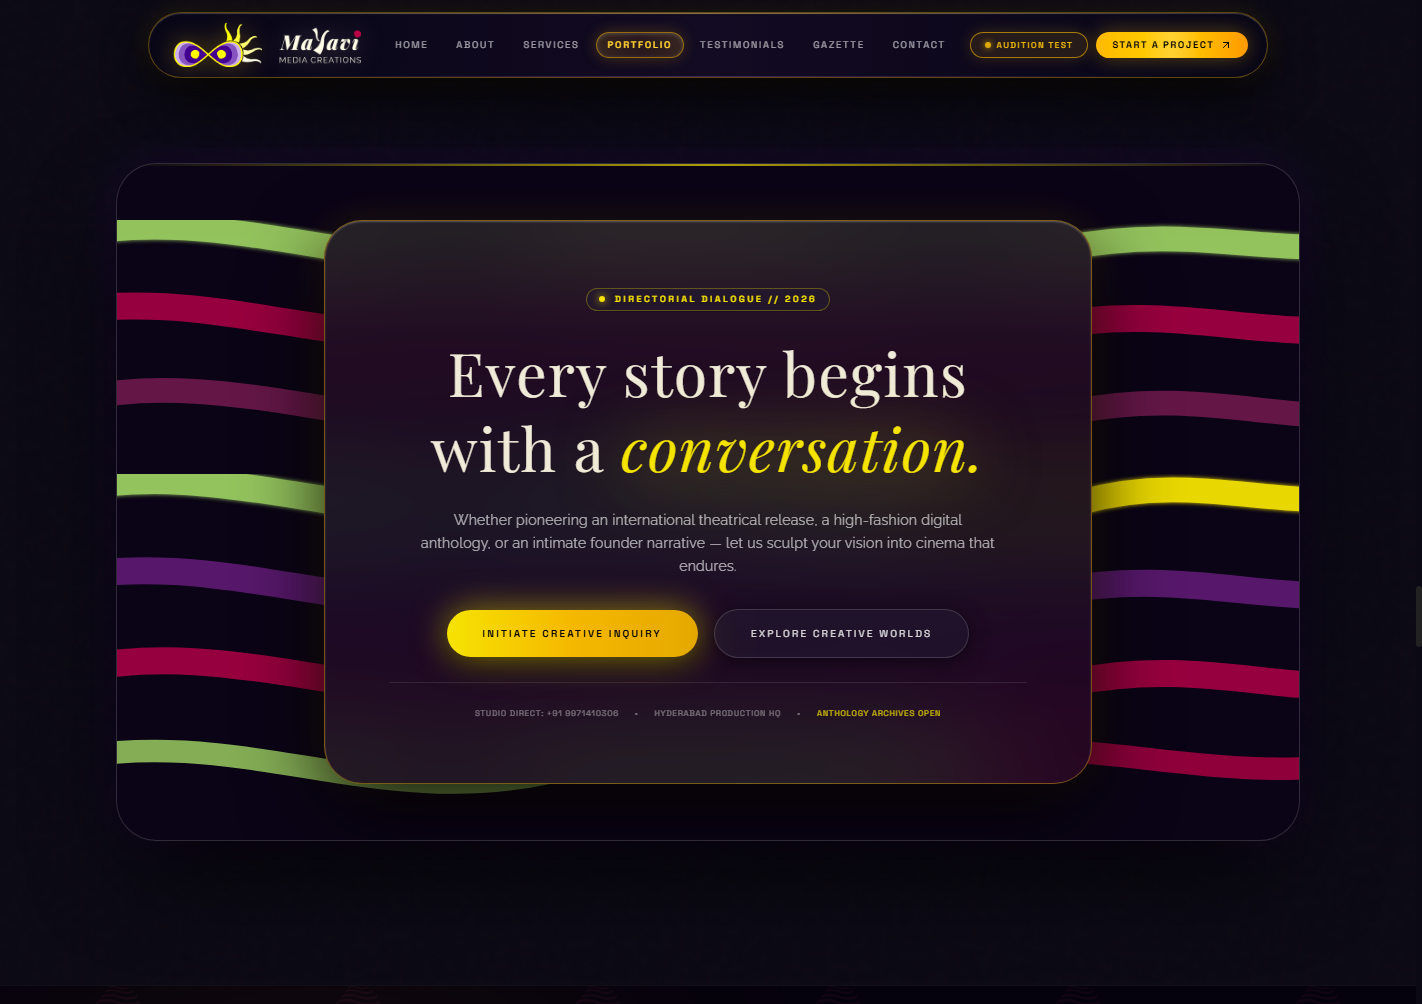 Mayavi
MEDIA CREATIONS
HOME ABOUT SERVICES PORTFOLIO TESTIMONIALS GAZETTE CONTACT AUDITION TEST START A PROJECT
DIRECTORIAL DIALOGUE // 2026
Every story begins
with a conversation.
Whether pioneering an international theatrical release, a high-fashion digital
anthology, or an intimate founder narrative — let us sculpt your vision into cinema that
endures.
INITIATE CREATIVE INQUIRY EXPLORE CREATIVE WORLDS
STUDIO DIRECT: +91 9971410306 • HYDERABAD PRODUCTION HQ • ANTHOLOGY ARCHIVES OPEN